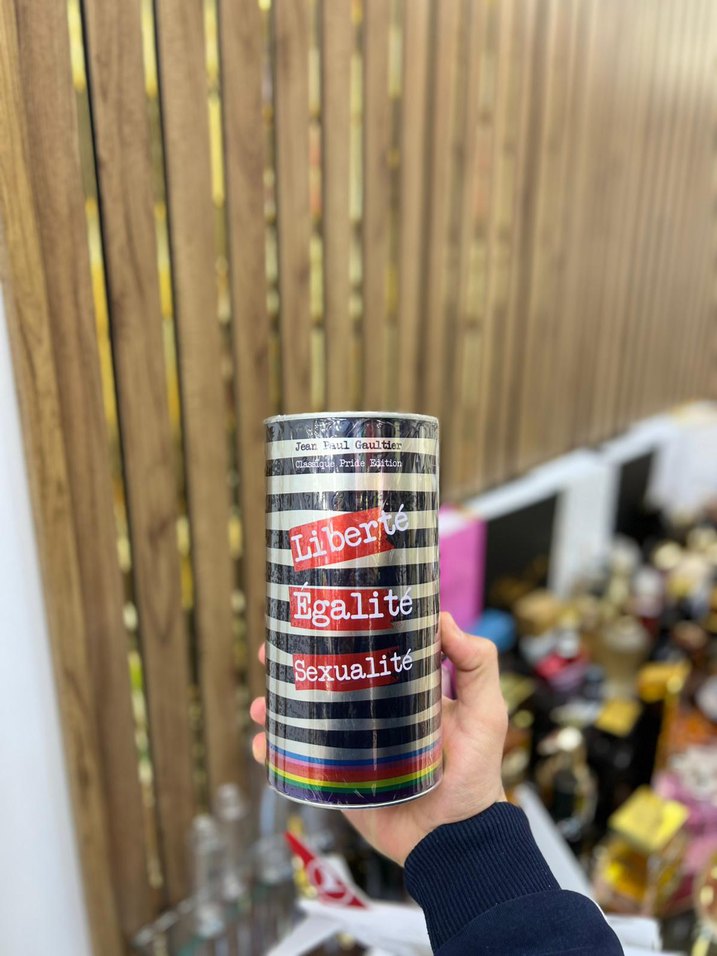 Jean Paul Gaultier
Classique Pride Edition
Liberté
Égalité
Sexualité